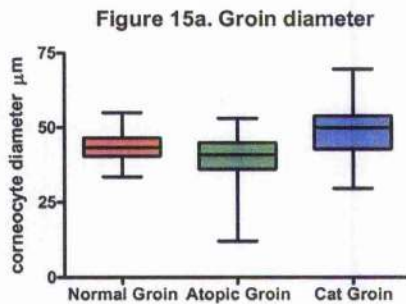 Figure 15a. Groin diameter
corneocyte diameter µm
75
50
25
0
Normal Groin Atopic Groin Cat Groin